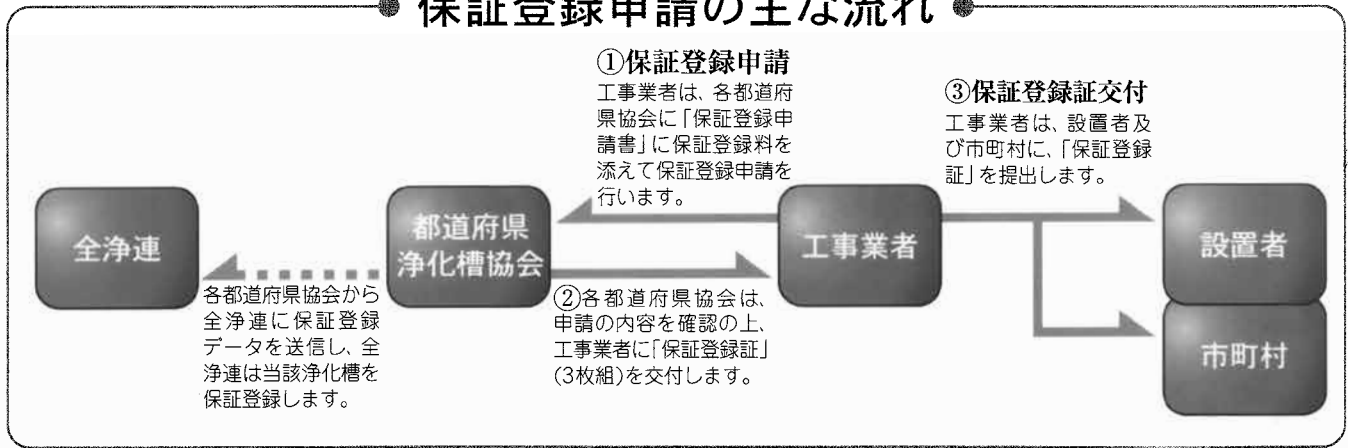 保証登録申請の主な流れ
①保証登録申請
工事業者は、各都道府
県協会に「保証登録申
請書」に保証登録料を
添えて保証登録申請を
行います。
③保証登録証交付
工事業者は、設置者及
び市町村に、「保証登録
証」を提出します。
全浄連
都道府県
浄化槽協会
工事業者
設置者
市町村
各都道府県協会から
全浄連に保証登録
データを送信し、全
浄連は当該浄化槽を
保証登録します。
②各都道府県協会は、
申請の内容を確認の上、
工事業者に「保証登録証」
(3枚組)を交付します。